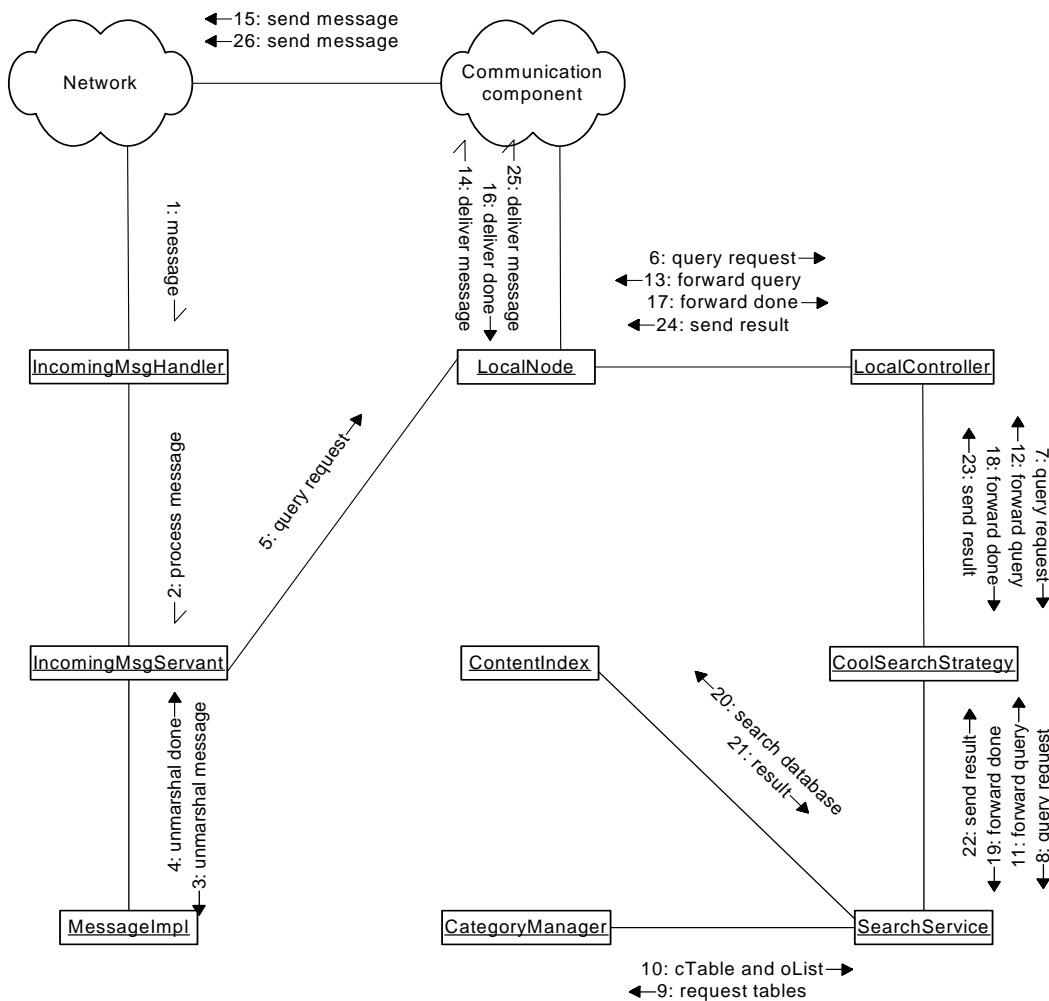 15: send message
26: send message
Network
Communication
component
1: message
14: deliver message
16: deliver done
25: deliver message
6: query request
13: forward query
17: forward done
24: send result
IncomingMsgHandler
LocalNode
LocalController
2: process message
5: query request
23: send result
18: forward done
12: forward query
7: query request
IncomingMsgServant
ContentIndex
CoolSearchStrategy
4: unmarshal done
3: unmarshal message
20: search database
21: result
22: send result
19: forward done
11: forward query
8: query request
MessageImpl
CategoryManager
SearchService
10: cTable and oList
9: request tables